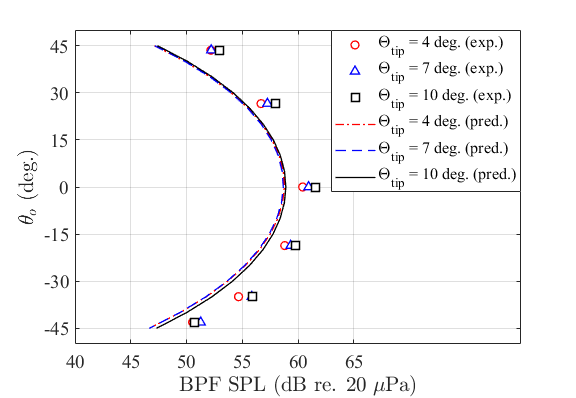 45
30
15
0
-15
-30
-45
θo (deg.)
40 45 50 55 60 65
BPF SPL (dB re. 20 μPa)
Θtip = 4 deg. (exp.)
Θtip = 7 deg. (exp.)
Θtip = 10 deg. (exp.)
Θtip = 4 deg. (pred.)
Θtip = 7 deg. (pred.)
Θtip = 10 deg. (pred.)